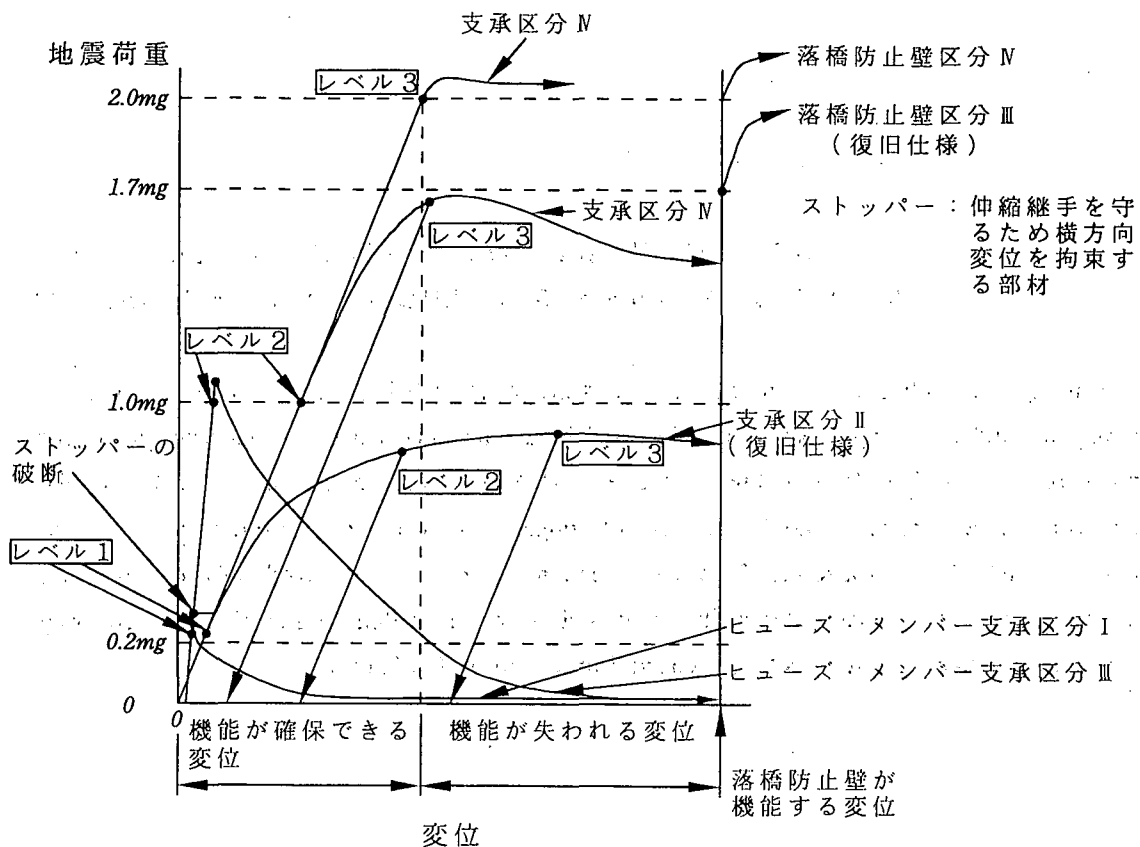 支承区分Ⅳ
地震荷重
レベル3
落橋防止壁区分Ⅳ
2.0mg
落橋防止壁区分Ⅲ
(復旧仕様)
1.7mg
支承区分Ⅳ
ストッパー：伸縮継手を守
るため横方向
変位を拘束す
る部材
レベル3
レベル2
1.0mg
支承区分Ⅱ
(復旧仕様)
ストッパーの
破断
レベル3
レベル2
レベル1
ヒューズ・メンバー支承区分Ⅰ
0.2mg
ヒューズ・メンバー支承区分Ⅲ
0
0
機能が確保できる
変位
機能が失われる変位
落橋防止壁が
機能する変位
変位